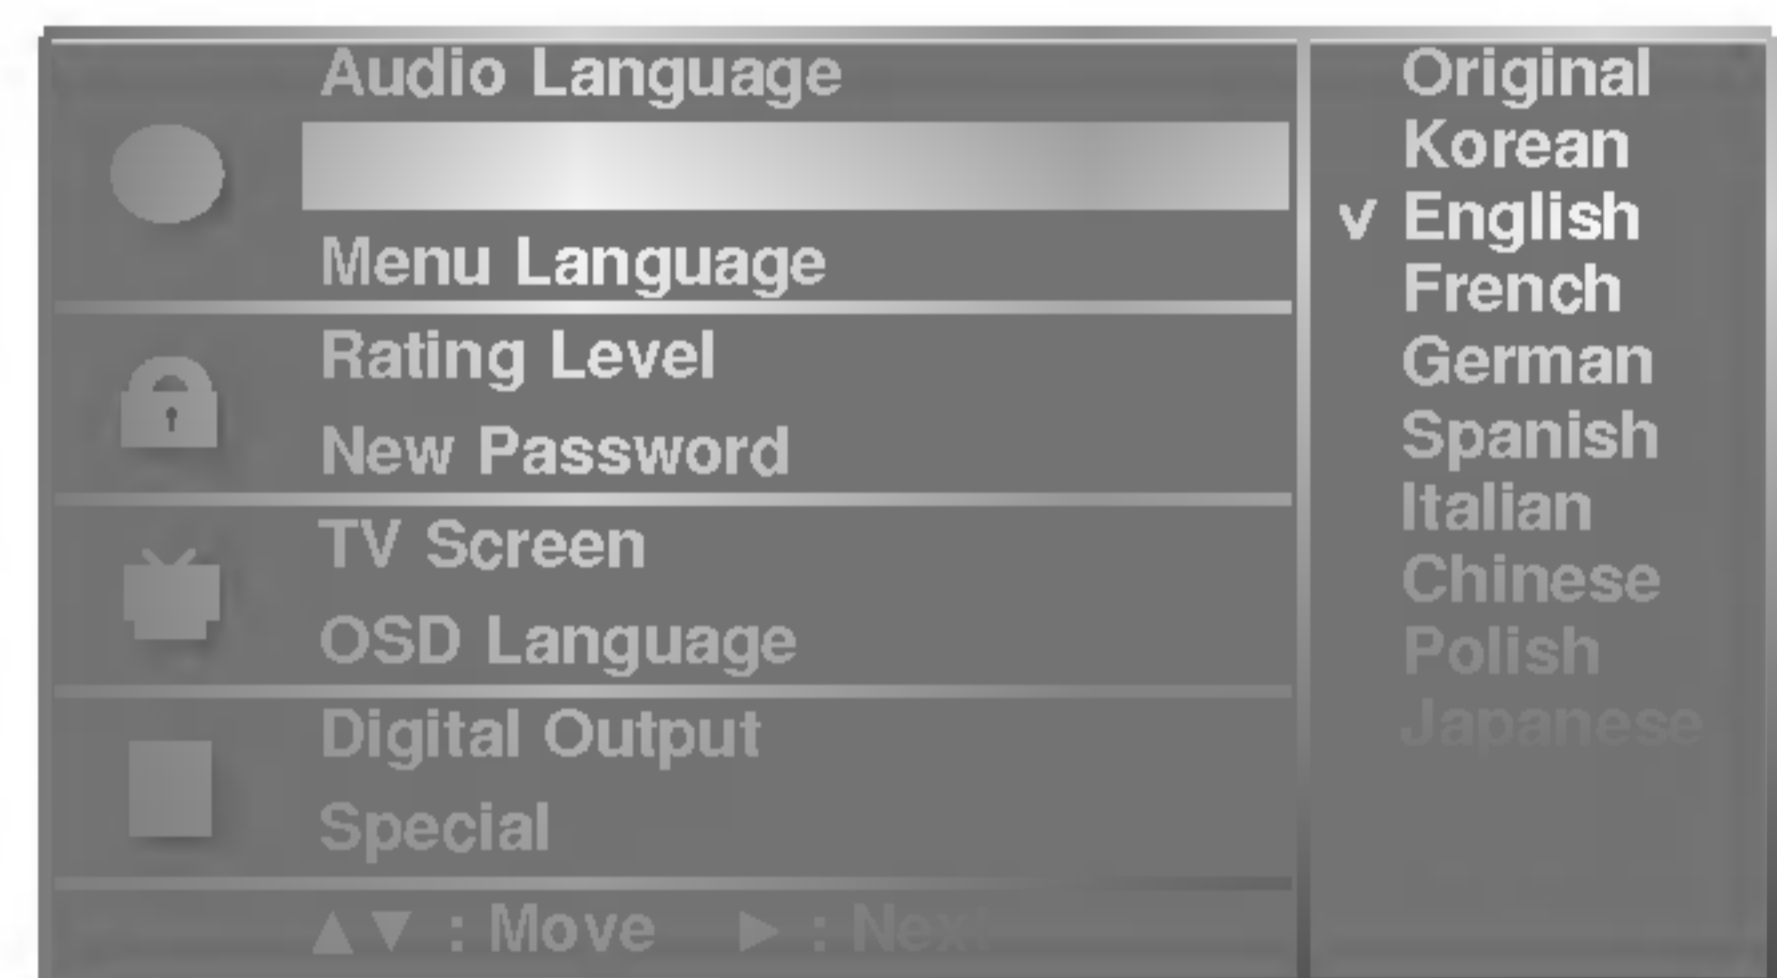 Audio Language
Menu Language
Rating Level
New Password
TV Screen
OSD Language
Digital Output
Special
▲▼ : Move ▶ : Next
Original
Korean
v English
French
German
Spanish
Italian
Chinese
Polish
Japanese